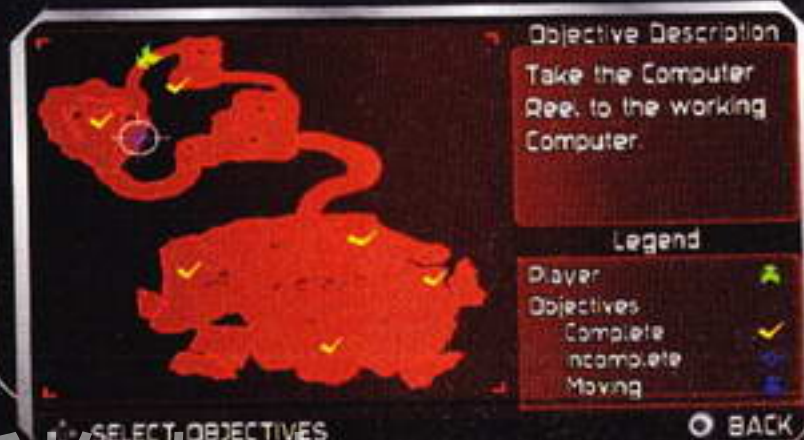 Objective Description
Take the Computer
Reel to the working
Computer.
Legend
Player
Objectives
Complete
Incomplete
Moving
SELECT OBJECTIVES
BACK